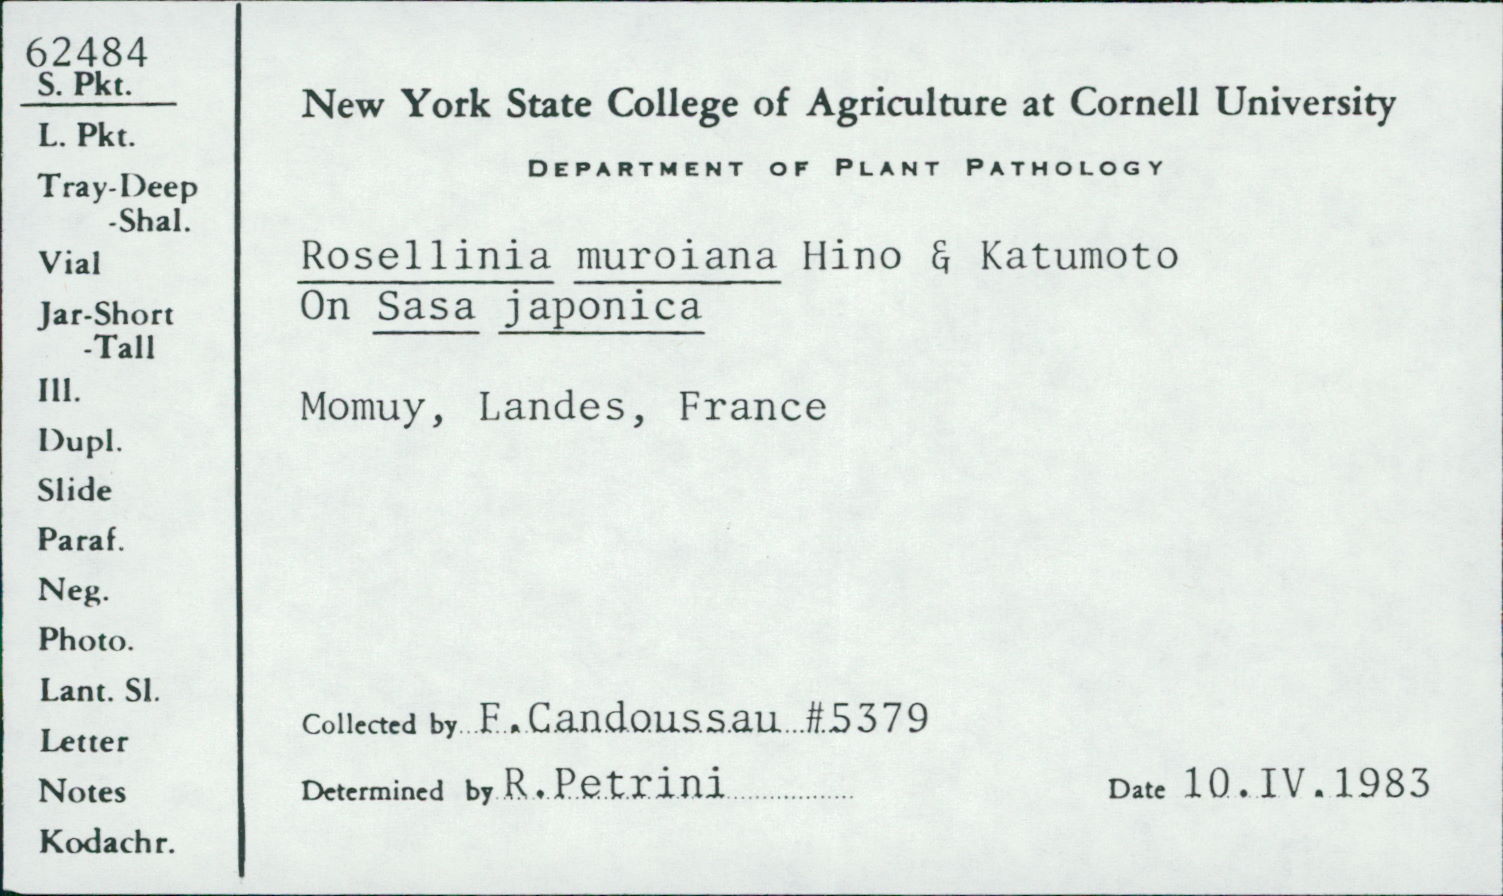 62484
S. Pkt.
L. Pkt.
Tray-Deep
-Shal.
Vial
Jar-Short
-Tall
Ill.
Dupl.
Slide
Paraf.
Neg.
Photo.
Lant. Sl.
Letter
Notes
Kodachr.
New York State College of Agriculture at Cornell University
DEPARTMENT OF PLANT PATHOLOGY
Rosellinia muroiana Hino & Katumoto
On Sasa japonica
Momuy, Landes, France
Collected by F.Candoussau #5379
Determined by R.Petrini Date 10.IV.1983